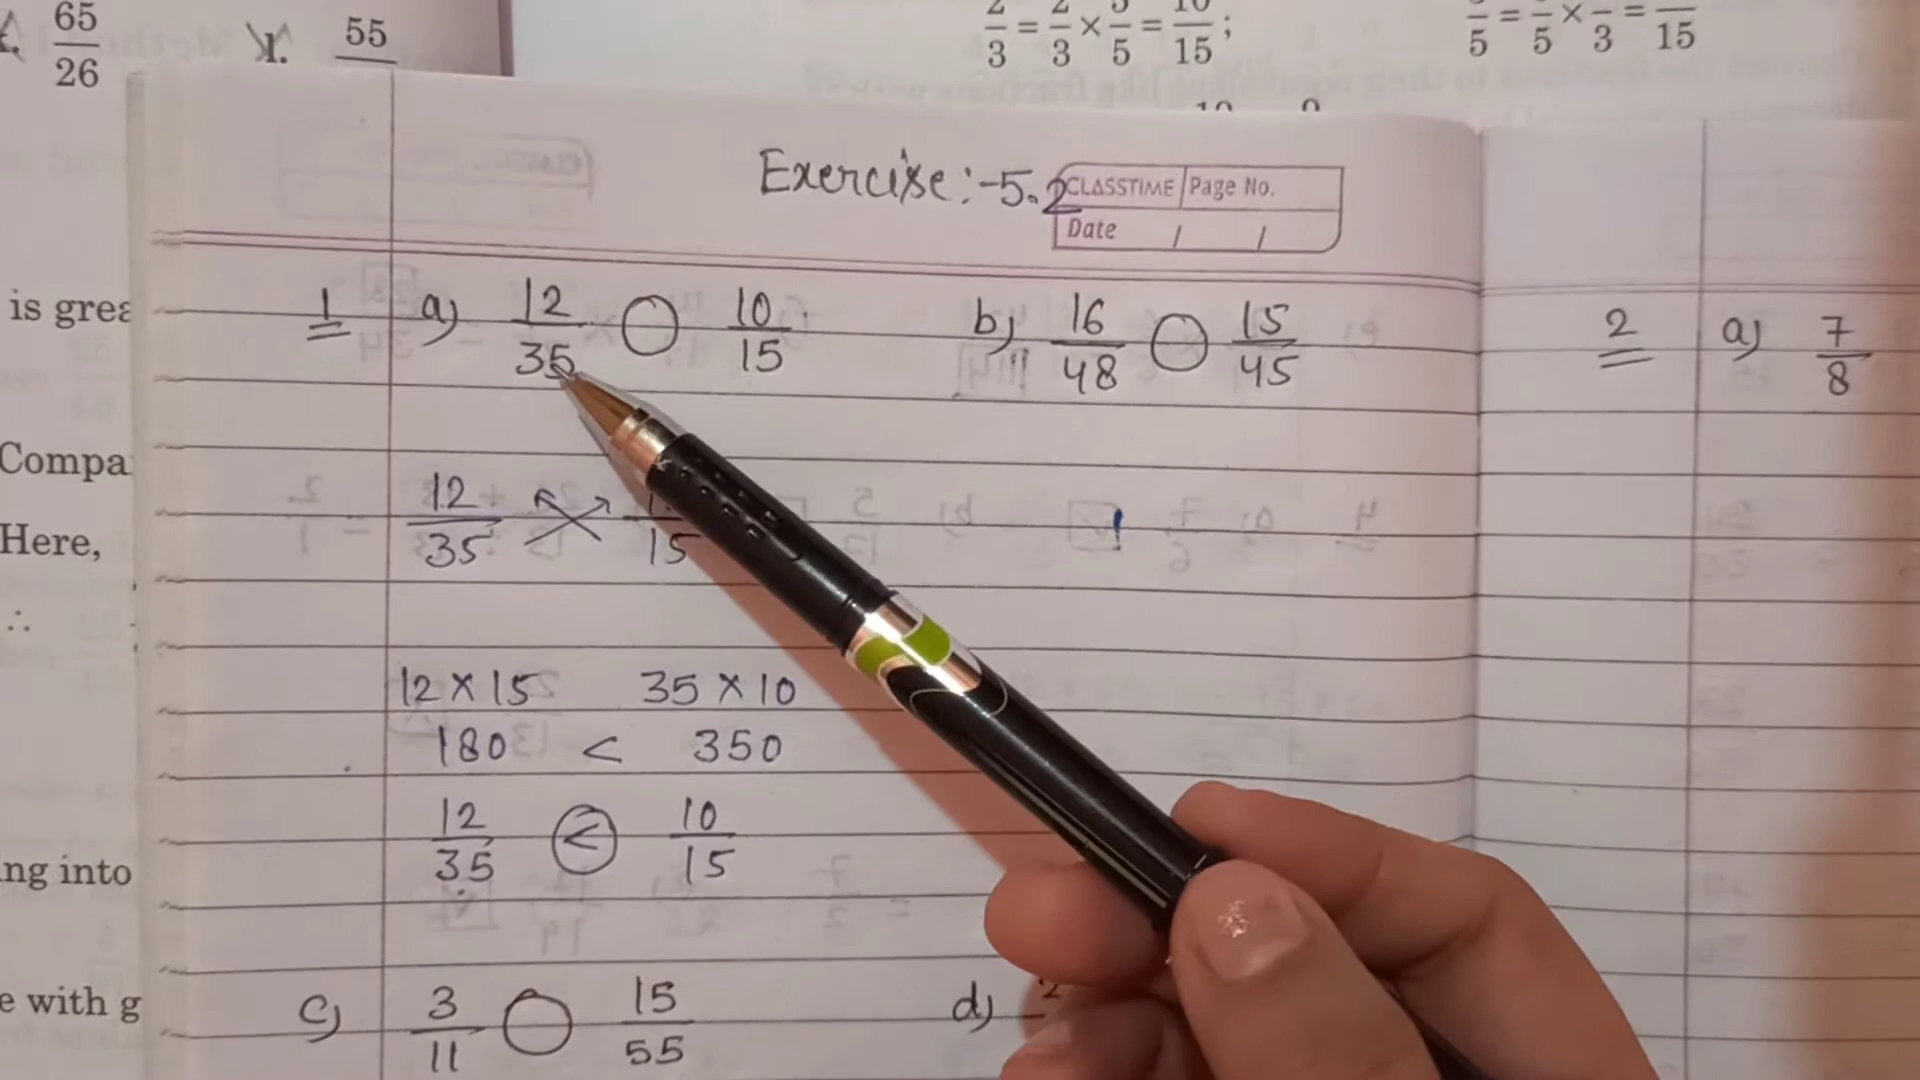 65/26 55
2/3 = 2/3 × 5/5 = 10/15 ;
/5 = /5 × /3 = /15
Exercise:-5.2
CLASSTIME Page No.
Date / /
is grea
1 a) 12/35 ○ 10/15 b) 16/48 ○ 15/45
2 a) 7/8
Compa
12/35 /15
Here,
∴
12 × 15 35 × 10
180 < 350
12/35 < 10/15
ng into
e with g
c) 3/11 ○ 15/55 d)